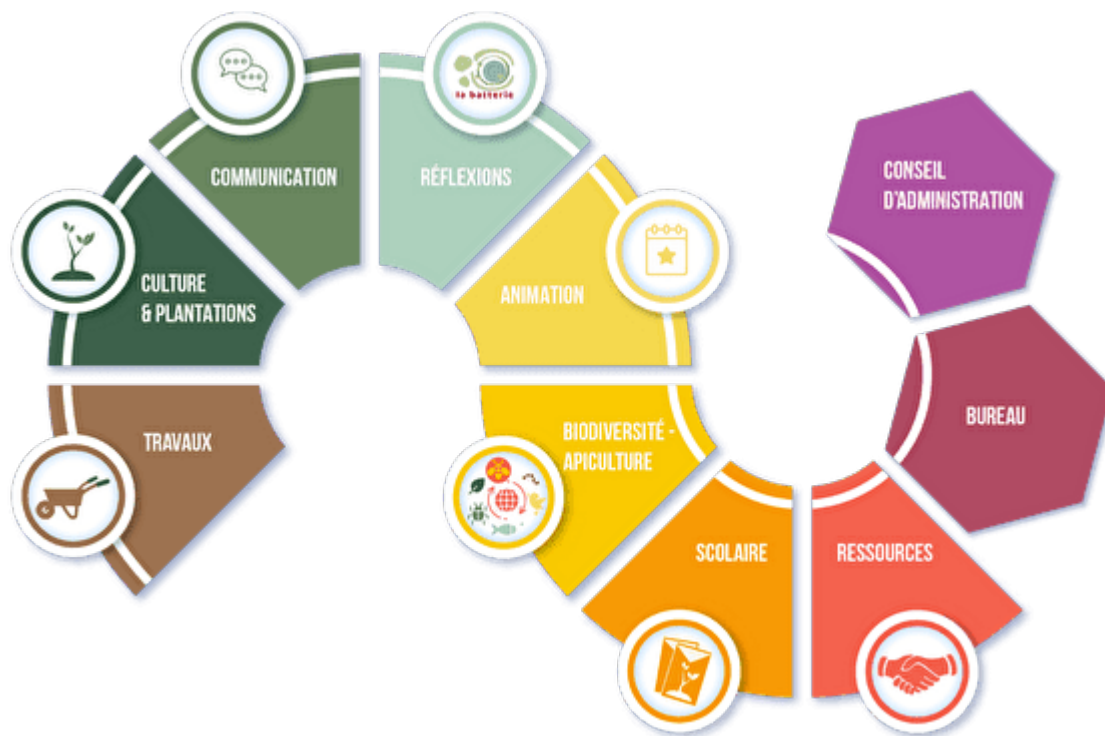 COMMUNICATION
la batterie
RÉFLEXIONS
CULTURE
& PLANTATIONS
ANIMATION
TRAVAUX
BIODIVERSITÉ -
APICULTURE
SCOLAIRE
RESSOURCES
BUREAU
CONSEIL
D'ADMINISTRATION